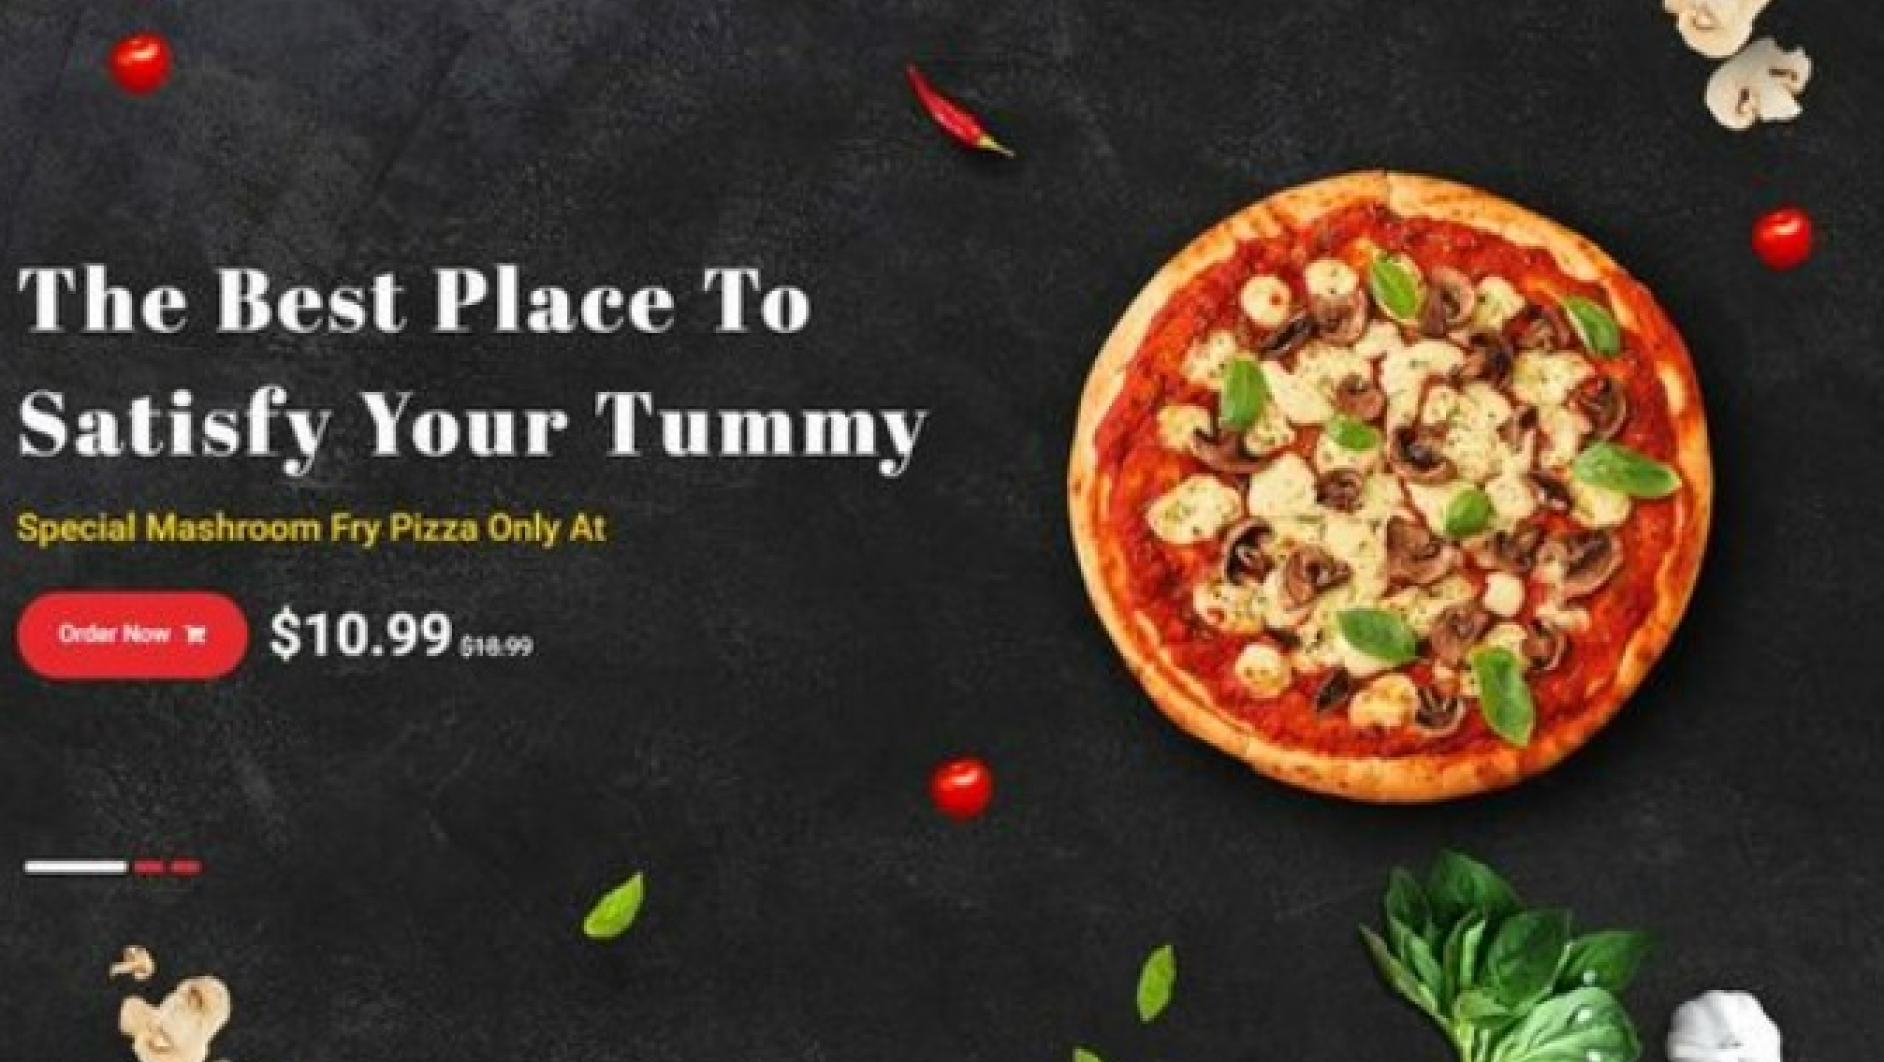 The Best Place To
Satisfy Your Tummy
Special Mashroom Fry Pizza Only At
Order Now $10.99 $18.99